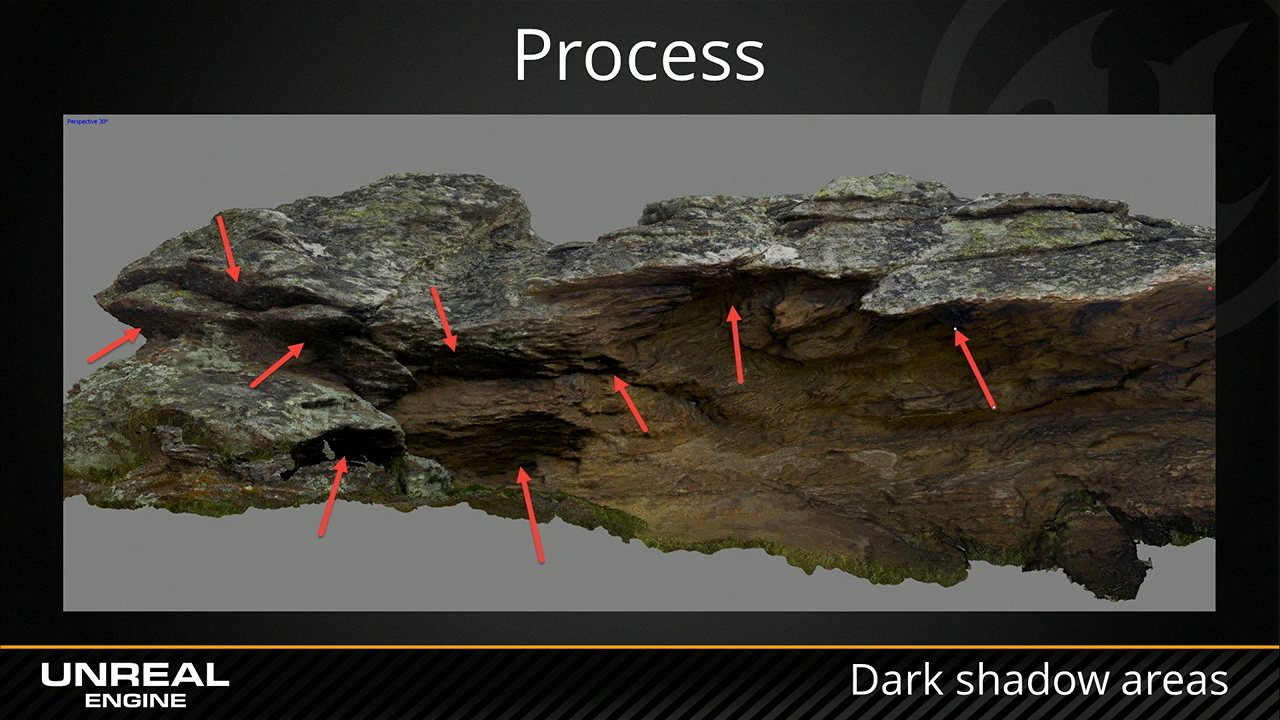 Process
Perspective 30°
UNREAL
ENGINE
Dark shadow areas